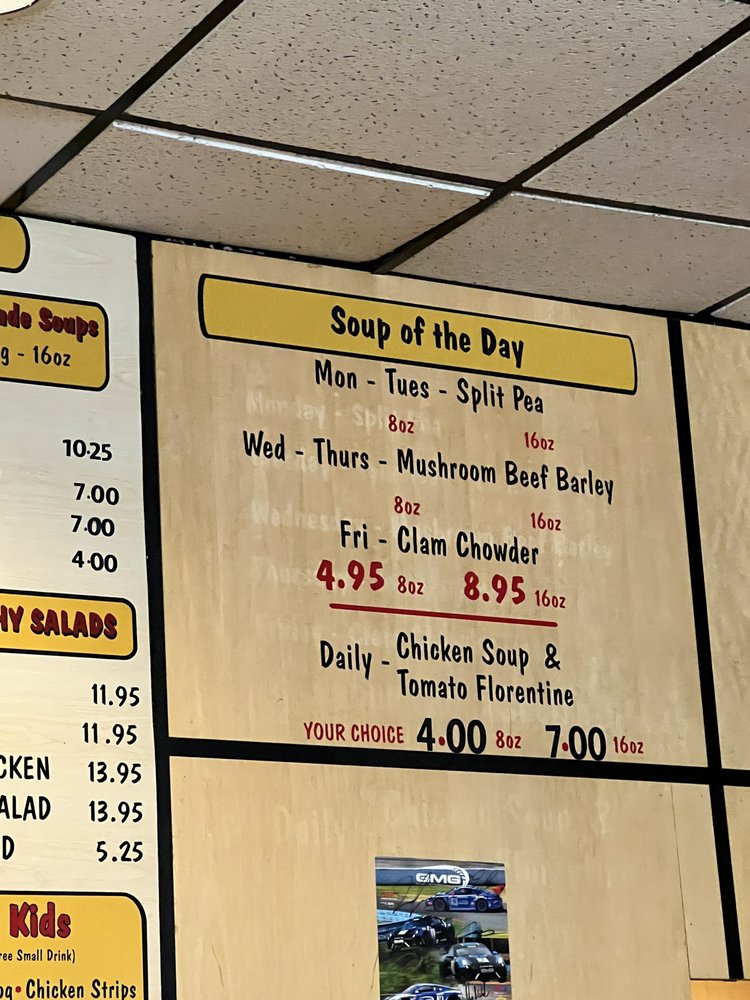 Soups
g - 16oz
10.25
7.00
7.00
4.00
HY SALADS
11.95
11.95
CKEN 13.95
ALAD 13.95
D 5.25
Kids
ree Small Drink)
og • Chicken Strips
Soup of the Day
Mon - Tues - Split Pea
8oz 16oz
Wed - Thurs - Mushroom Beef Barley
8oz 16oz
Fri - Clam Chowder
4.95 8oz 8.95 16oz
Daily - Chicken Soup &
Tomato Florentine
YOUR CHOICE 4.00 8oz 7.00 16oz
GMG